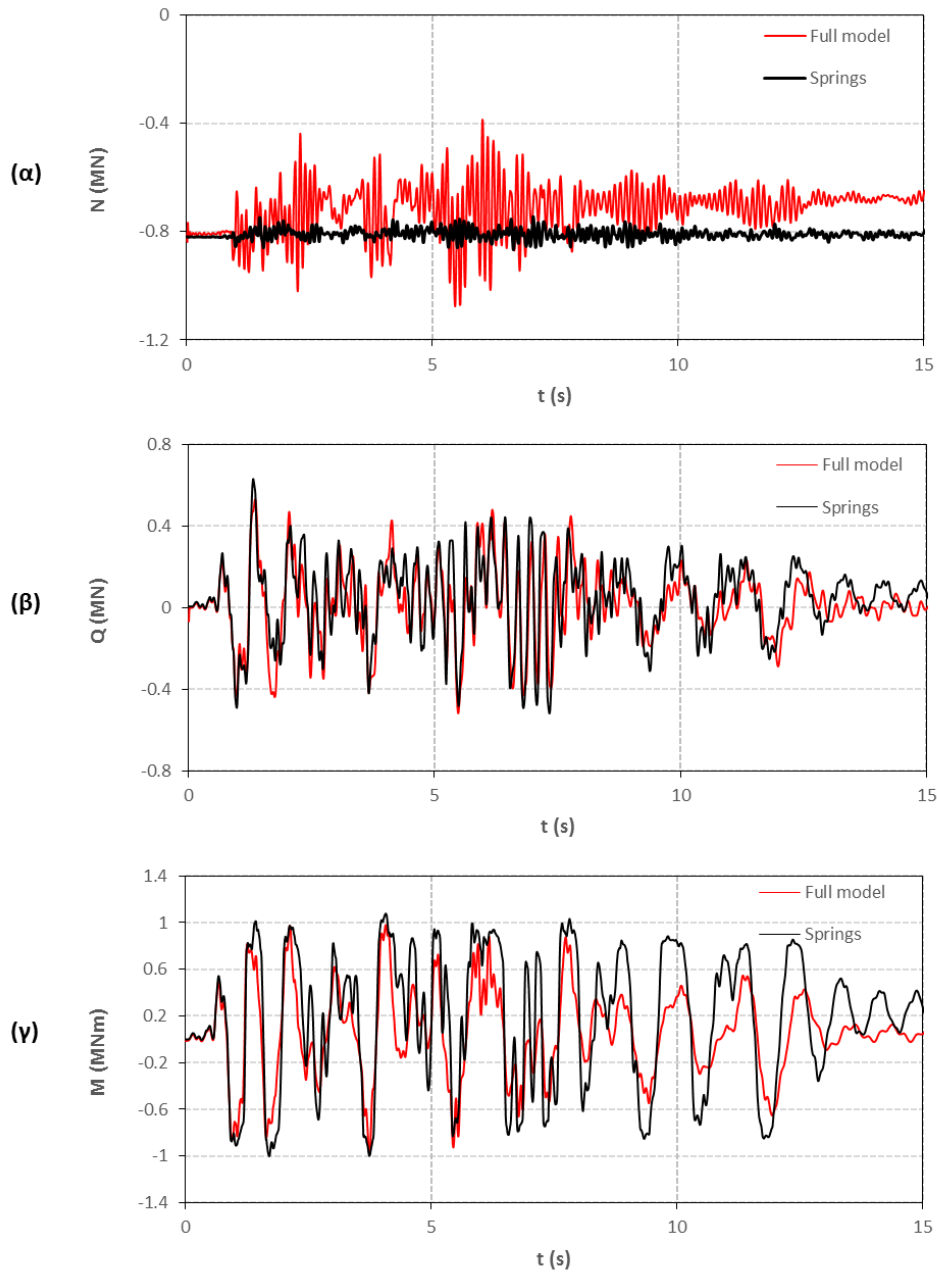 0
Full model
Springs
-0.4
(α)
N (MN)
-0.8
-1.2
0
5
10
15
t (s)
0.8
Full model
Springs
0.4
(β)
Q (MN)
0
-0.4
-0.8
0
5
10
15
t (s)
1.4
Full model
1
Springs
0.6
0.2
(γ)
M (MNm)
-0.2
-0.6
-1
-1.4
0
5
10
15
t (s)